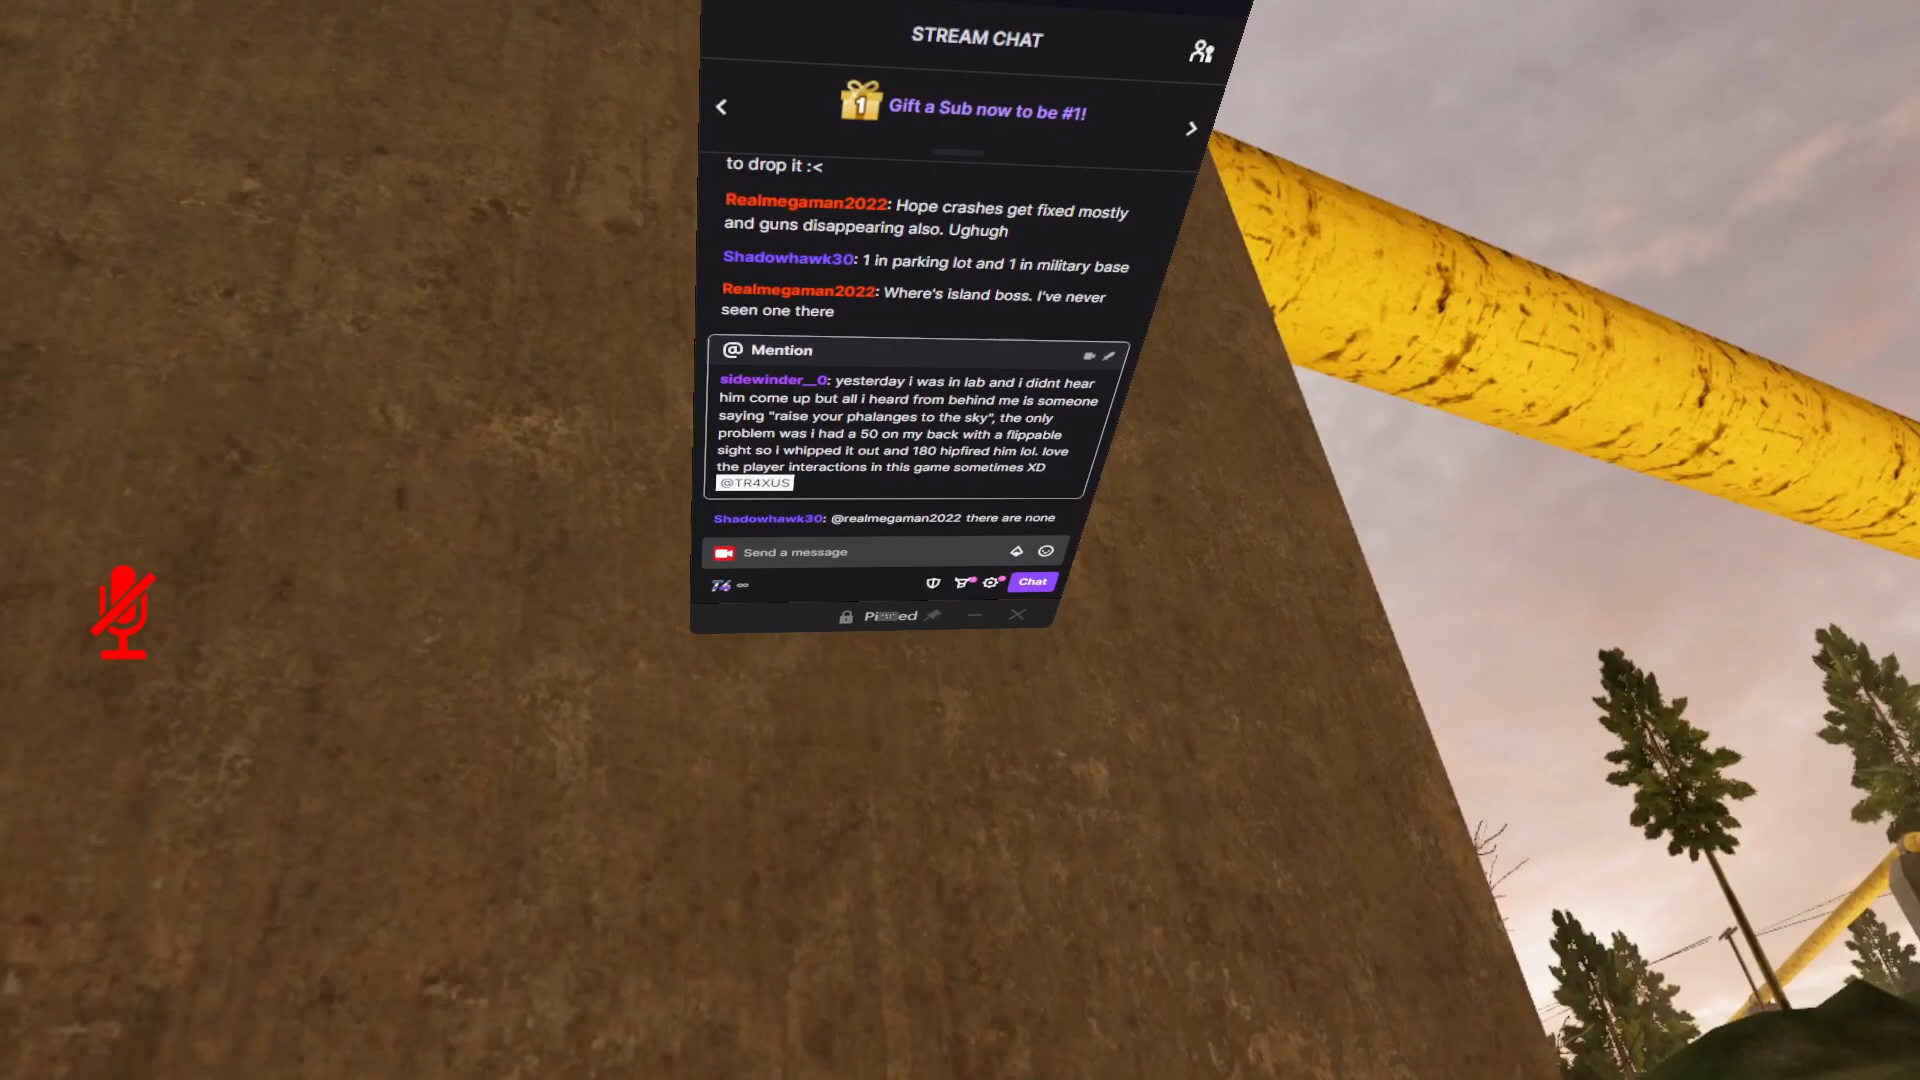 STREAM CHAT
1 Gift a Sub now to be #1!
to drop it :<
Realmegaman2022: Hope crashes get fixed mostly
and guns disappearing also. Ughugh
Shadowhawk30: 1 in parking lot and 1 in military base
Realmegaman2022: Where's island boss. I've never
seen one there
@ Mention
sidewinder__0: yesterday i was in lab and i didnt hear
him come up but all i heard from behind me is someone
saying "raise your phalanges to the sky", the only
problem was i had a 50 on my back with a flippable
sight so i whipped it out and 180 hipfired him lol. love
the player interactions in this game sometimes XD
@TR4XUS
Shadowhawk30: @realmegaman2022 there are none
Send a message
Chat